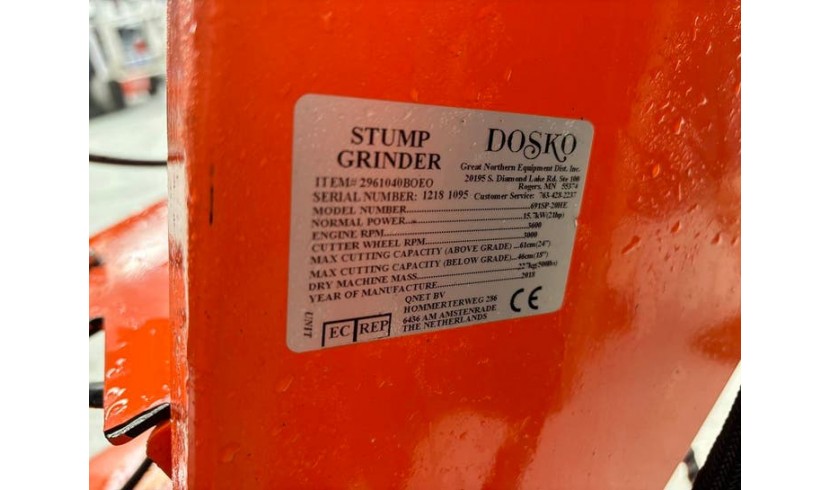 STUMP
GRINDER
DOSKO
Great Northern Equipment Dist. Inc.
20195 S. Diamond Lake Rd. Ste 100
Rogers, MN 55374
Customer Service: 763-428-2237
ITEM# 2961040BOEO
SERIAL NUMBER: 1218 1095
MODEL NUMBER..........691SP-20HE
NORMAL POWER..........15.7kW(21hp)
ENGINE RPM..........3600
CUTTER WHEEL RPM..........3000
MAX CUTTING CAPACITY (ABOVE GRADE)...61cm(24")
MAX CUTTING CAPACITY (BELOW GRADE)...46cm(18")
DRY MACHINE MASS..........227kg(500lbs)
YEAR OF MANUFACTURE..........2018
UNIT
EC REP
QNET BV
HOMMERTERWEG 286
6436 AM AMSTENRADE
THE NETHERLANDS
CE